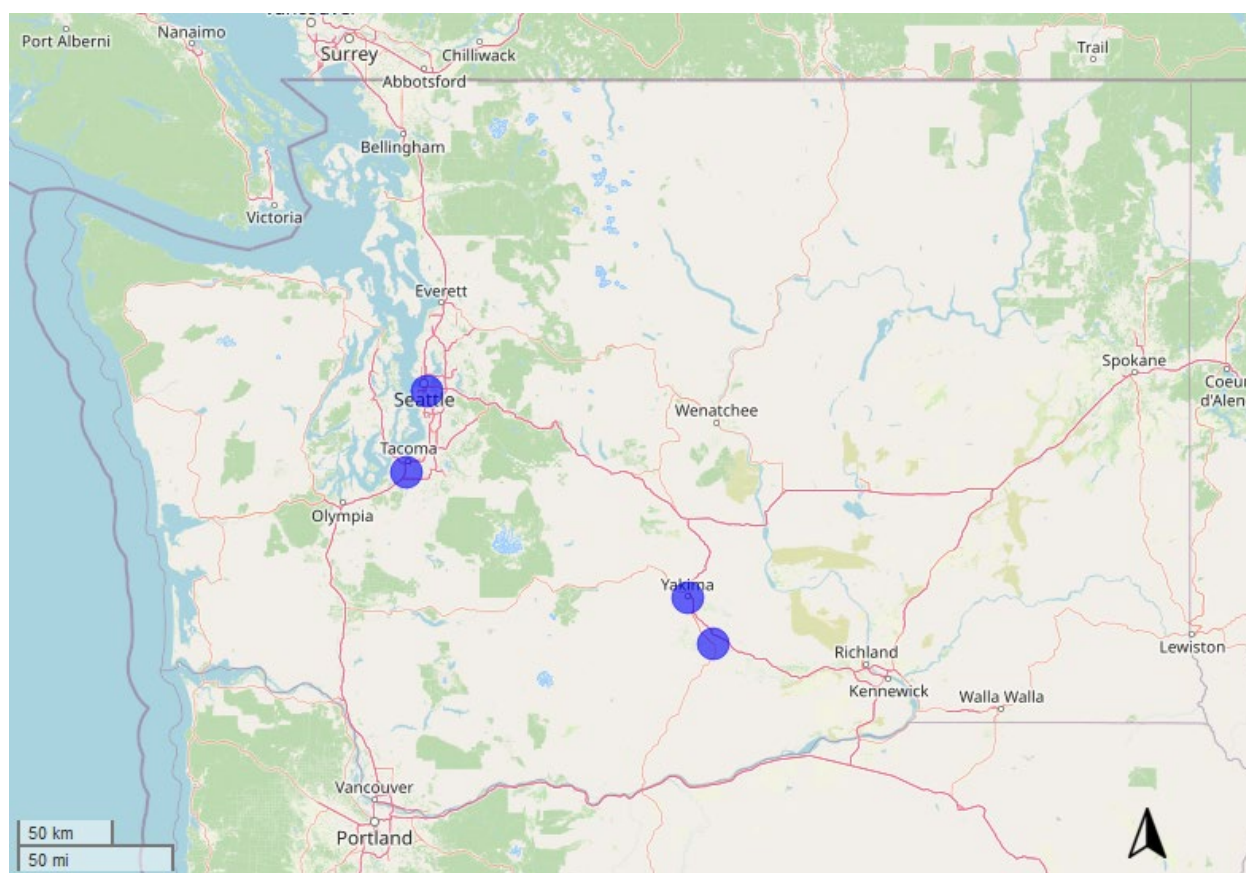 Vancouver
Nanaimo
Port Alberni
Surrey
Chilliwack
Trail
Abbotsford
Bellingham
Victoria
Everett
Spokane
Coeur
d'Alen
Seattle
Wenatchee
Tacoma
Olympia
Yakima
Richland
Lewiston
Kennewick
Walla Walla
Vancouver
Portland
50 km
50 mi